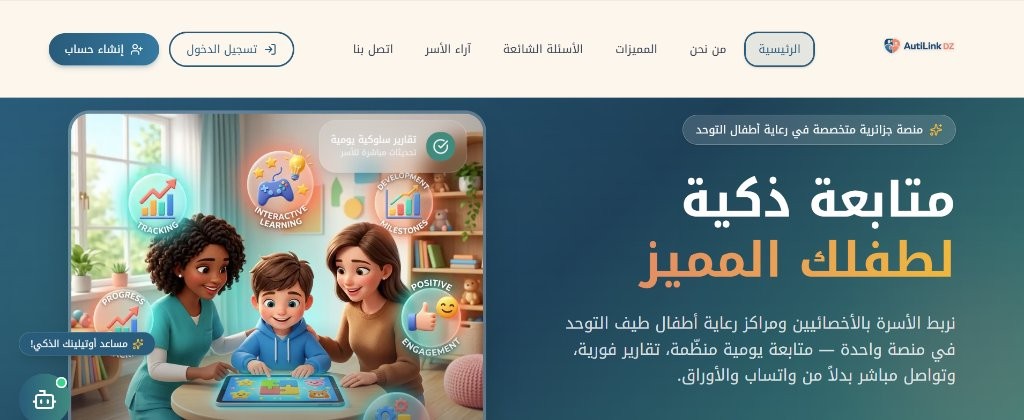 AutiLink DZ
الرئيسية
من نحن
المميزات
الأسئلة الشائعة
آراء الأسر
اتصل بنا
تسجيل الدخول
إنشاء حساب
منصة جزائرية متخصصة في رعاية أطفال التوحد
متابعة ذكية
لطفلك المميز
نربط الأسرة بالأخصائيين ومراكز رعاية أطفال طيف التوحد
في منصة واحدة — متابعة يومية منظّمة، تقارير فورية،
وتواصل مباشر بدلاً من واتساب والأوراق.
تقارير سلوكية يومية
تحديثات مباشرة للأسر
TRACKING
INTERACTIVE
LEARNING
DEVELOPMENT
MILESTONES
PROGRESS
POSITIVE
ENGAGEMENT
مساعد أوتيلينك الذكي!